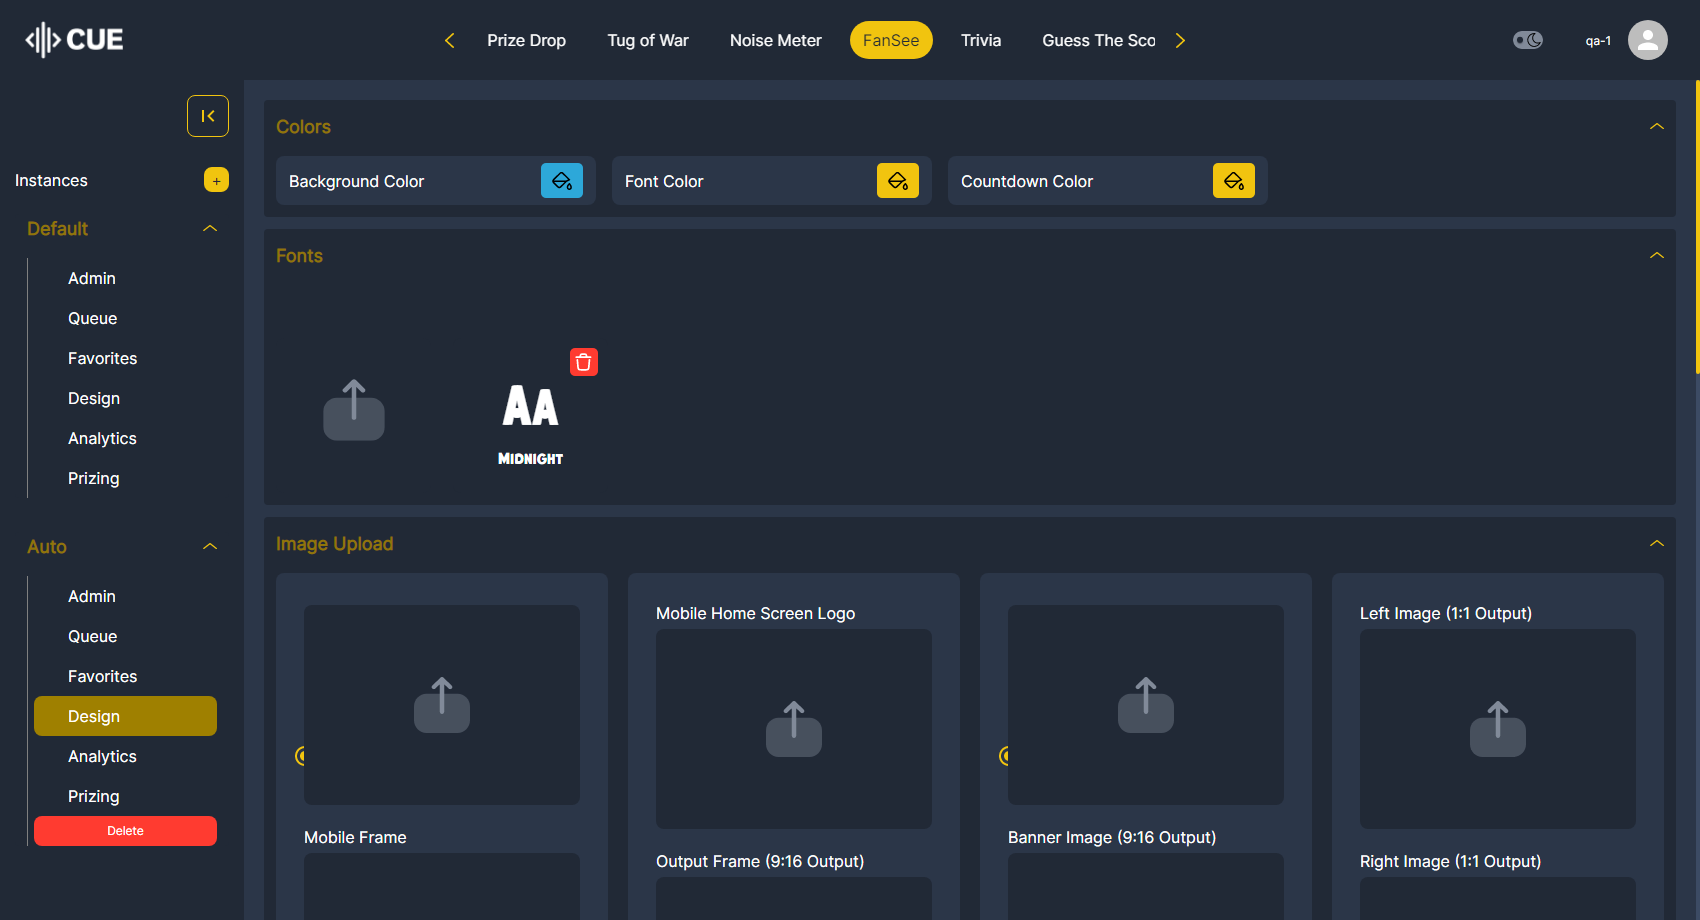 CUE
Prize Drop
Tug of War
Noise Meter
FanSee
Trivia
Guess The Sco
qa-1
Instances
+
Default
Admin
Queue
Favorites
Design
Analytics
Prizing
Auto
Admin
Queue
Favorites
Design
Analytics
Prizing
Delete
Colors
Background Color
Font Color
Countdown Color
Fonts
AA
MIDNIGHT
Image Upload
Mobile Home Screen Logo
Left Image (1:1 Output)
Mobile Frame
Banner Image (9:16 Output)
Output Frame (9:16 Output)
Right Image (1:1 Output)